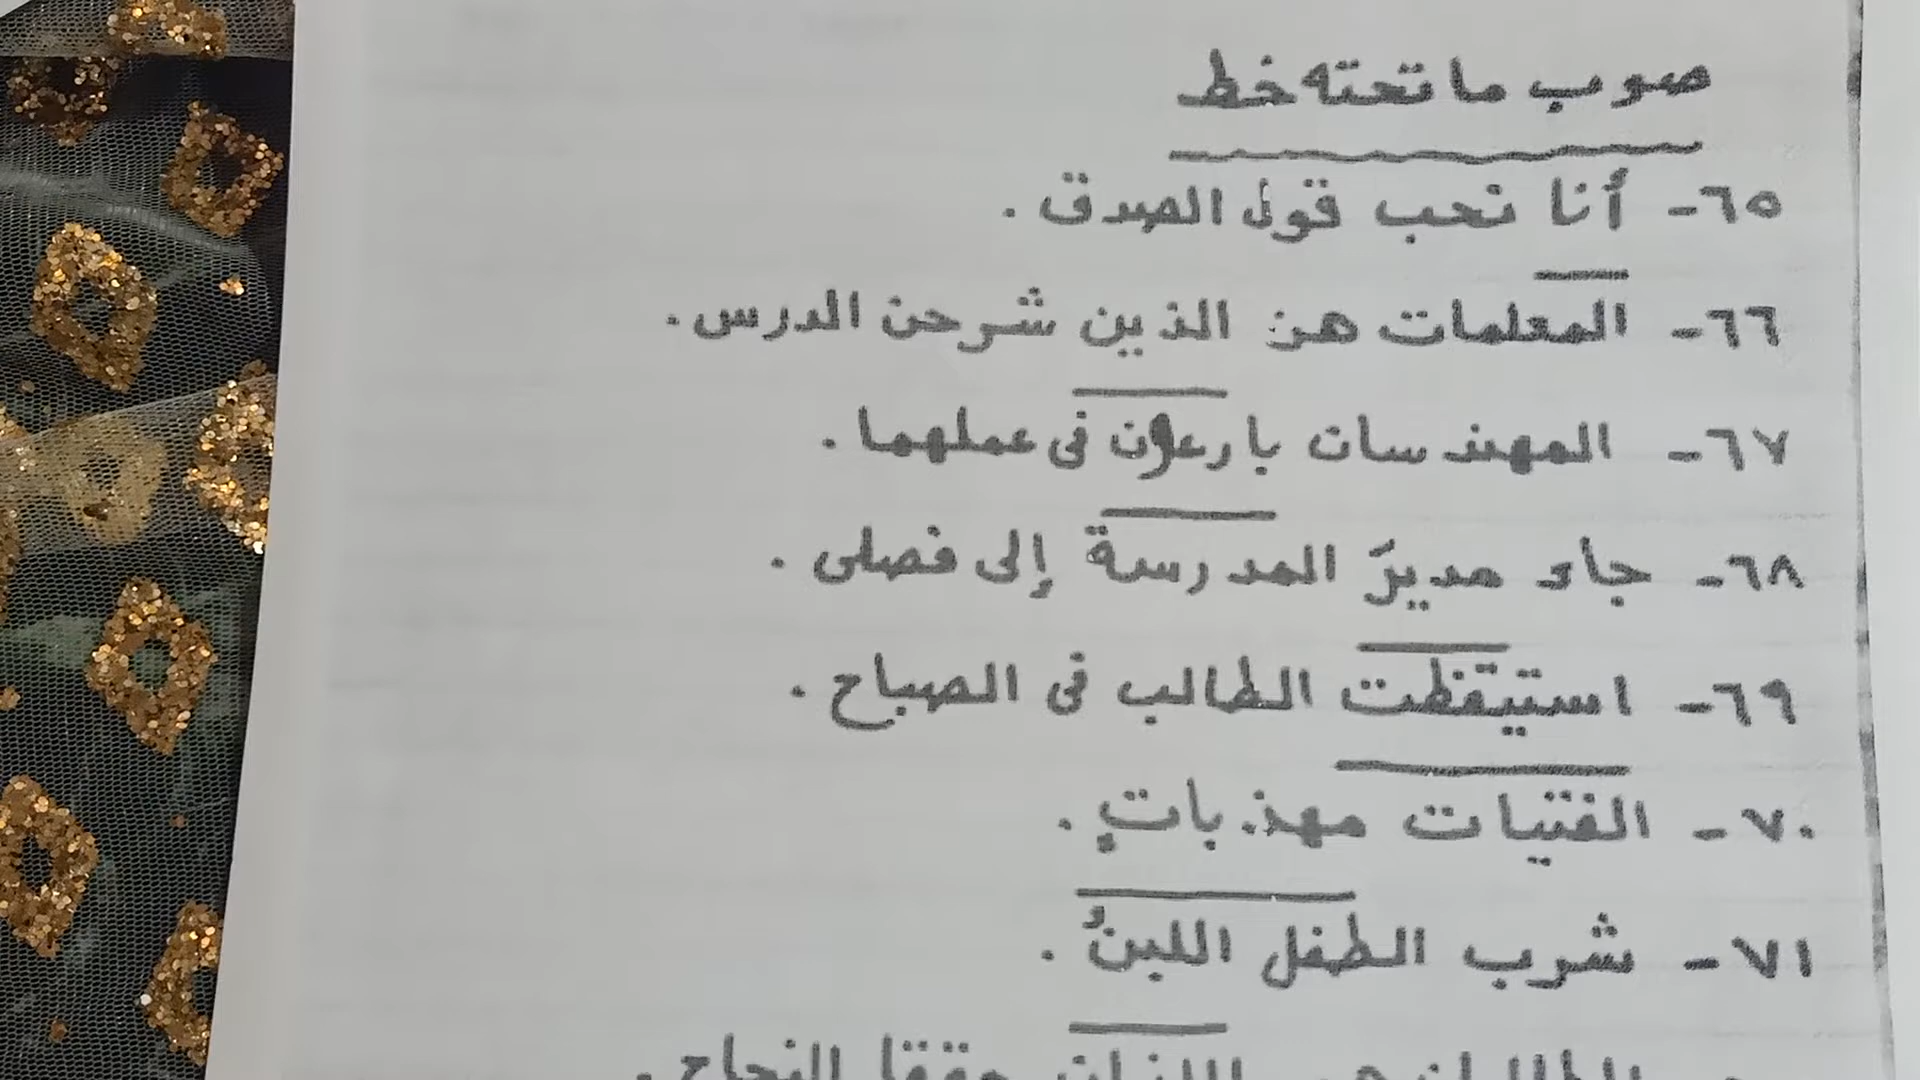 صوب ما تحته خط
٦٥- أنا نحب قول الصدق .
٦٦- المعلمات هن الذين شرحن الدرس .
٦٧- المهندسات بارعون فى عملهما .
٦٨- جاء مديرَ المدرسة إلى فصلى .
٦٩- استيقظت الطالب فى الصباح .
٧٠- الفتيات مهذباتٍ .
٧١- شرب الطفل اللبنُ .
حققا النجاح .